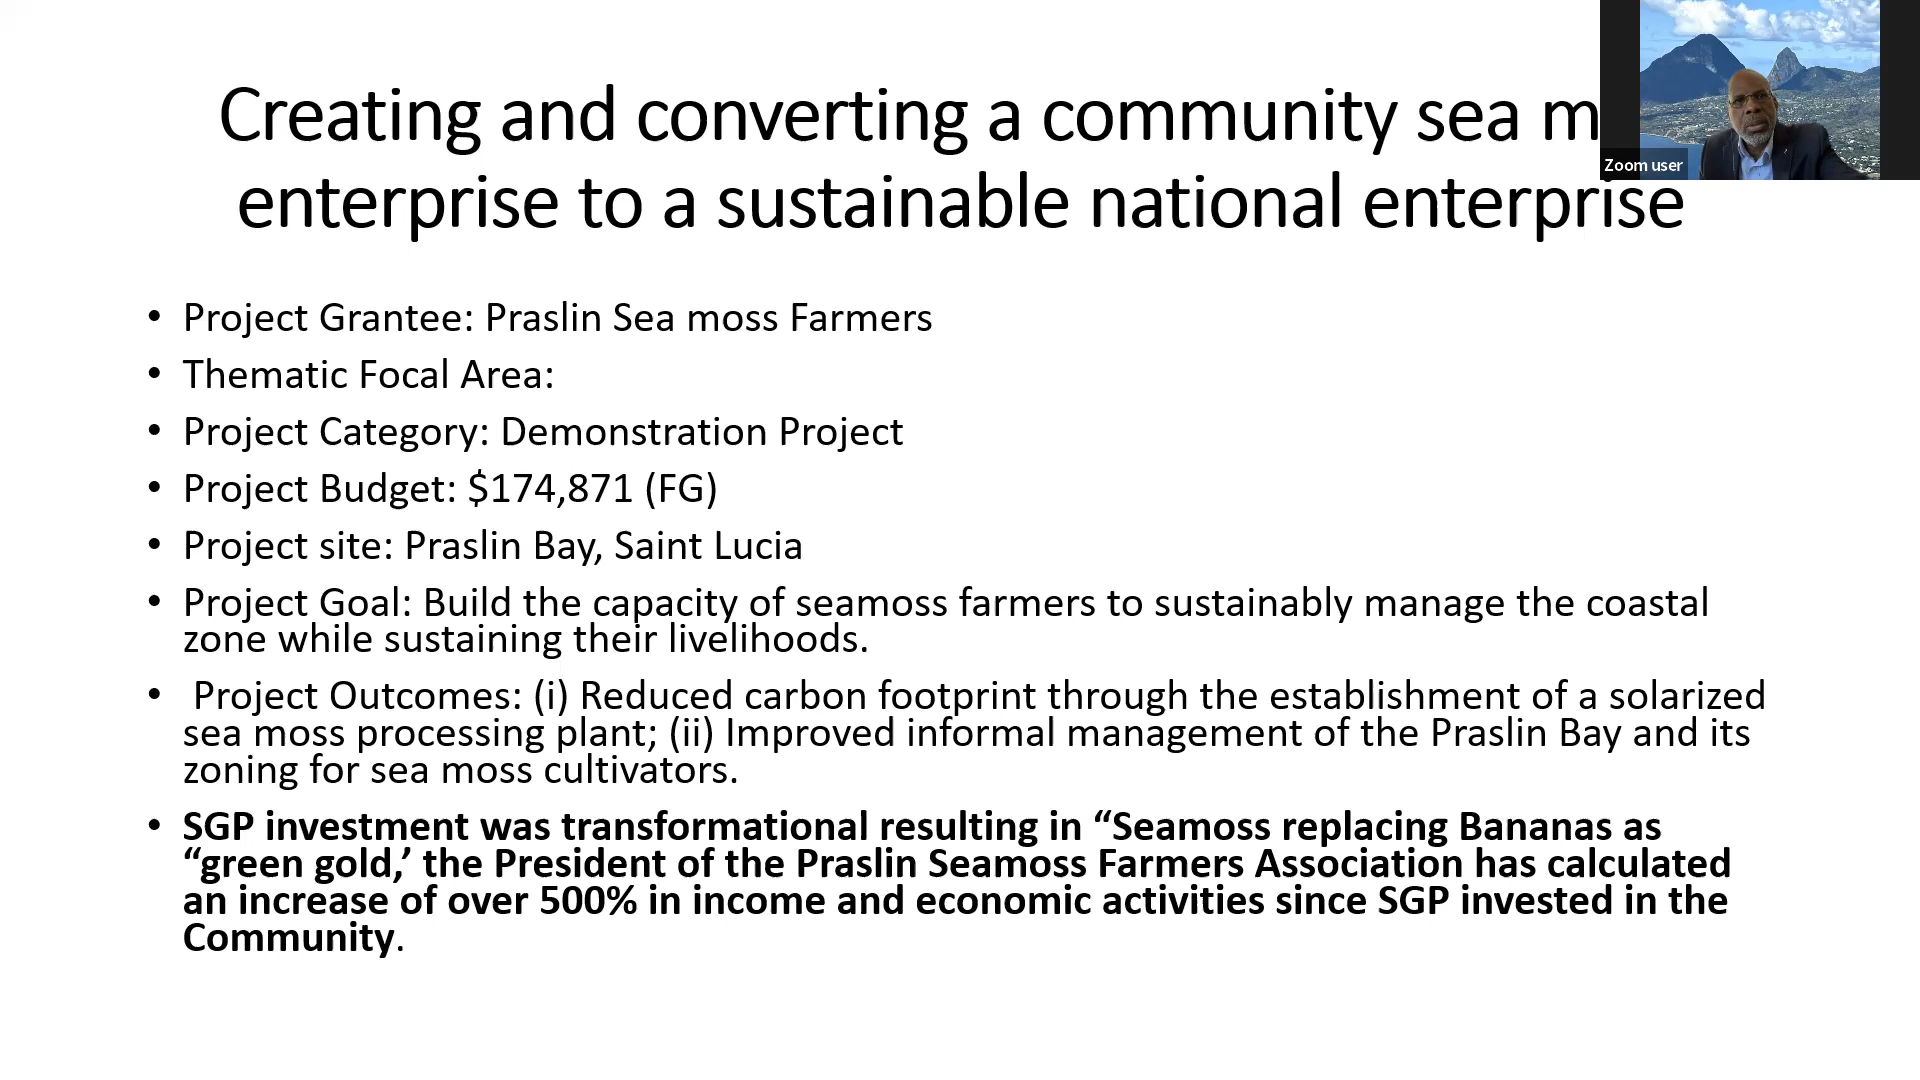 Creating and converting a community sea m
enterprise to a sustainable national enterprise
Zoom user
• Project Grantee: Praslin Sea moss Farmers
• Thematic Focal Area:
• Project Category: Demonstration Project
• Project Budget: $174,871 (FG)
• Project site: Praslin Bay, Saint Lucia
• Project Goal: Build the capacity of seamoss farmers to sustainably manage the coastal
zone while sustaining their livelihoods.
• Project Outcomes: (i) Reduced carbon footprint through the establishment of a solarized
sea moss processing plant; (ii) Improved informal management of the Praslin Bay and its
zoning for sea moss cultivators.
• SGP investment was transformational resulting in “Seamoss replacing Bananas as
“green gold,’ the President of the Praslin Seamoss Farmers Association has calculated
an increase of over 500% in income and economic activities since SGP invested in the
Community.